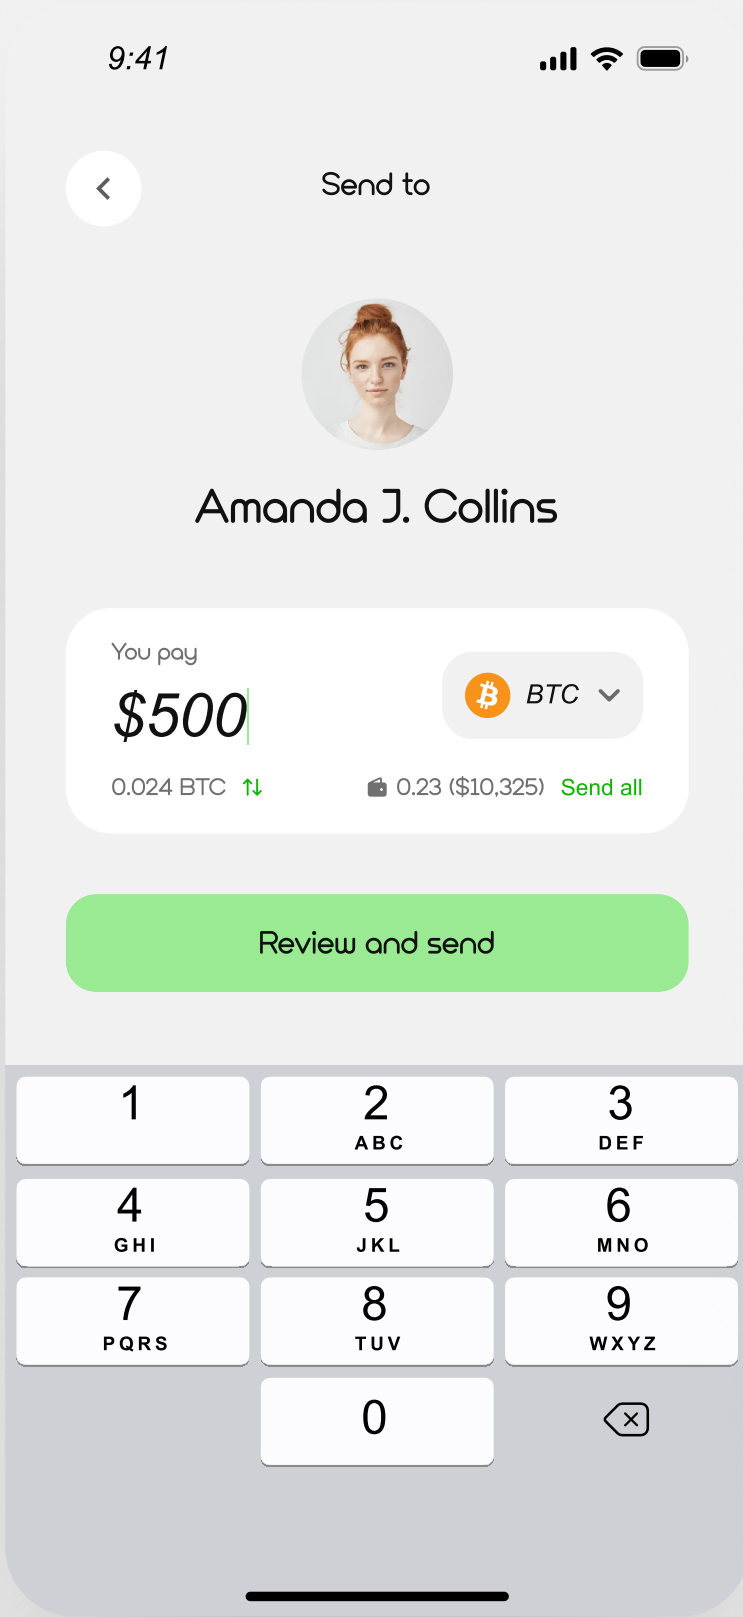 9:41
Send to
Amanda J. Collins
You pay
$500
BTC
0.024 BTC
0.23 ($10,325) Send all
Review and send
1 2 3
ABC DEF
4 5 6
GHI JKL MNO
7 8 9
PQRS TUV WXYZ
0